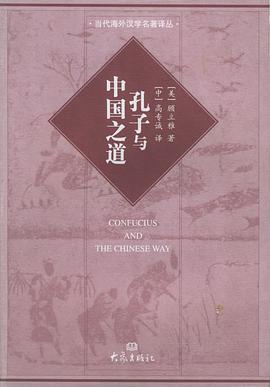 ·当代海外汉学名著译丛·
孔子与
中国之道
[美] 顾立雅 著
[中] 高专诚 译
CONFUCIUS
AND
THE CHINESE WAY
大象出版社